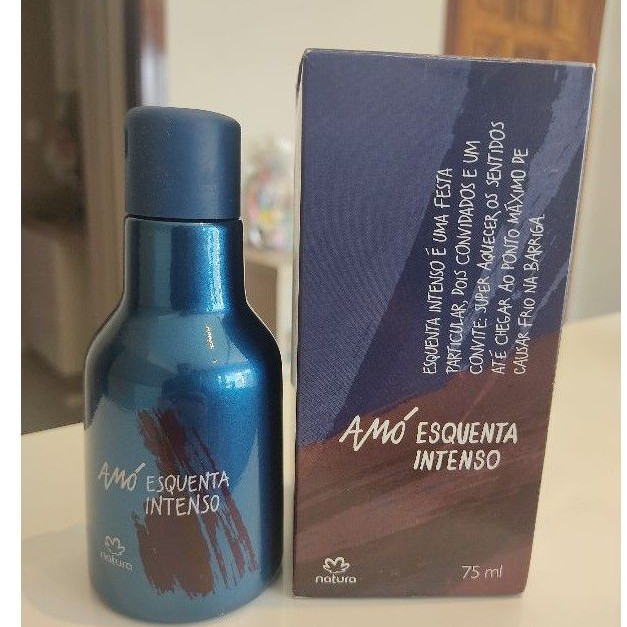 AMÓ ESQUENTA
INTENSO
natura
ESQUENTA INTENSO É UMA FESTA
PARTICULAR, DOIS CONVIDADOS E UM
CONVITE: SUPER AQUECER OS SENTIDOS
ATÉ CHEGAR AO PONTO MÁXIMO DE
CAUSAR FRIO NA BARRIGA.
AMÓ ESQUENTA
INTENSO
natura
75 ml